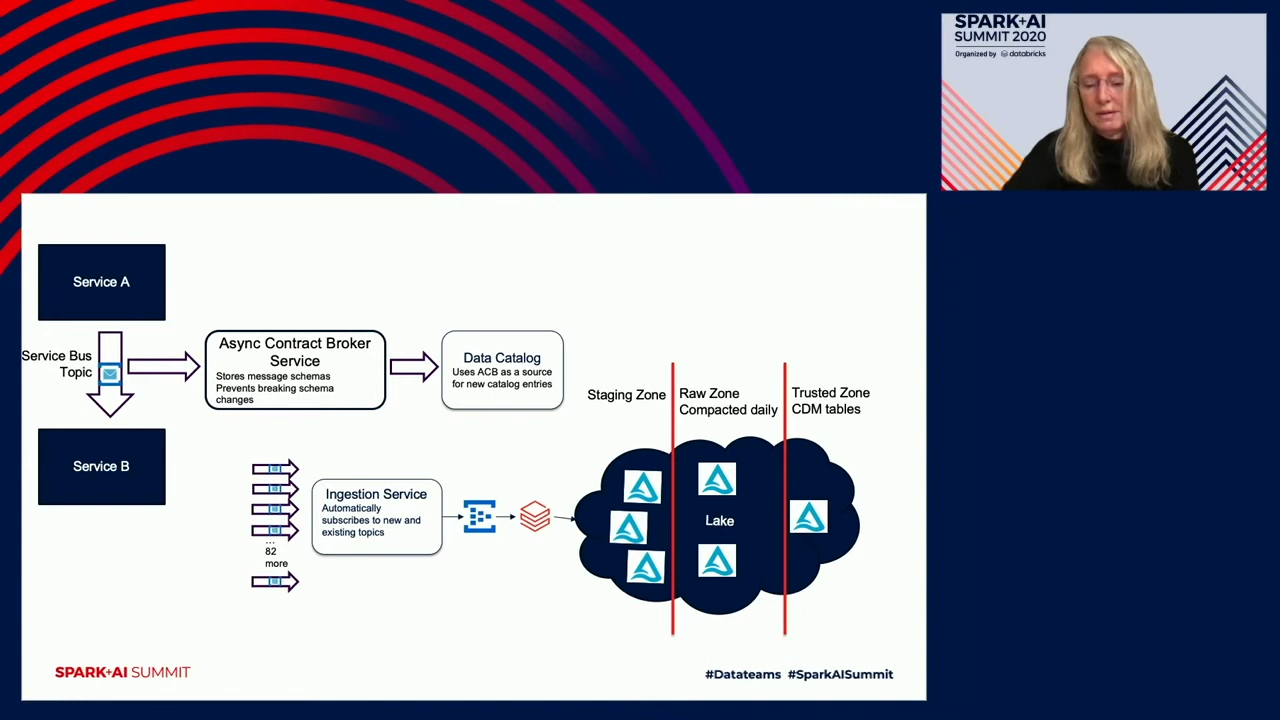 SPARK+AI
SUMMIT 2020
Organized by databricks
Service A
Service Bus
Topic
Service B
Async Contract Broker
Service
Stores message schemas
Prevents breaking schema
changes
Data Catalog
Uses ACB as a source
for new catalog entries
Staging Zone
Raw Zone
Compacted daily
Trusted Zone
CDM tables
...
82
more
Ingestion Service
Automatically
subscribes to new and
existing topics
Lake
SPARK+AI SUMMIT
#Datateams #SparkAISummit